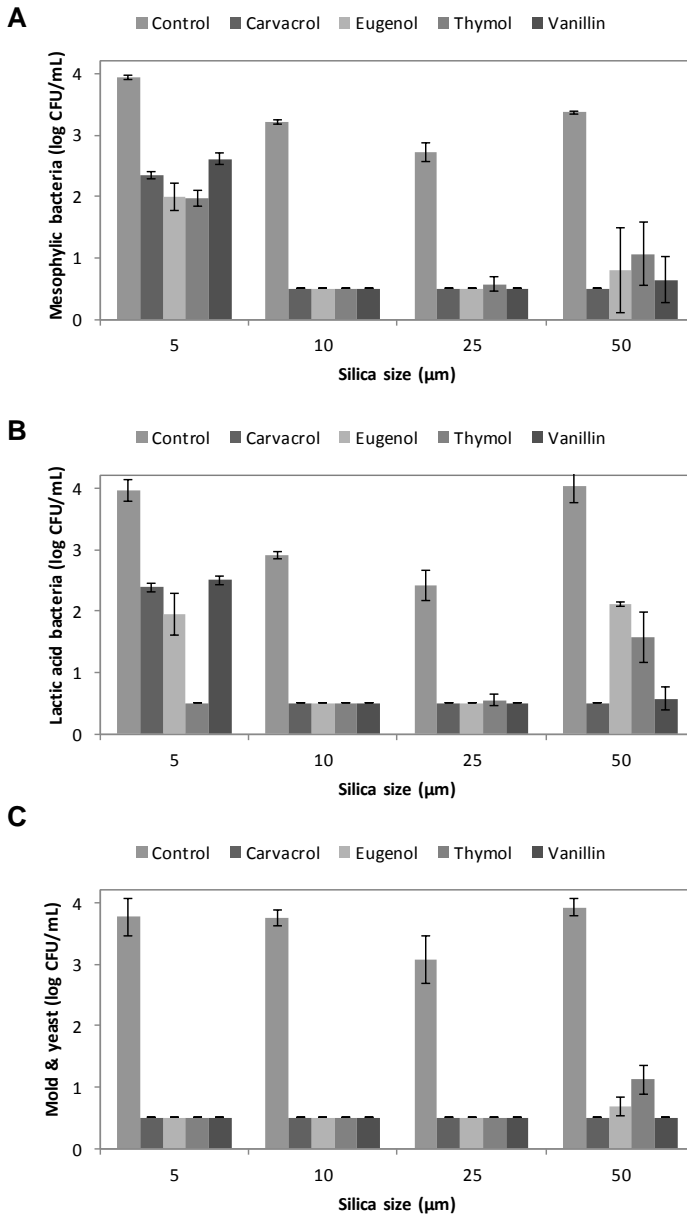 A
Control Carvacrol Eugenol Thymol Vanillin
Mesophylic bacteria (log CFU/mL)
4
3
2
1
0
5 10 25 50
Silica size (µm)
B
Control Carvacrol Eugenol Thymol Vanillin
Lactic acid bacteria (log CFU/mL)
4
3
2
1
0
5 10 25 50
Silica size (µm)
C
Control Carvacrol Eugenol Thymol Vanillin
Mold & yeast (log CFU/mL)
4
3
2
1
0
5 10 25 50
Silica size (µm)